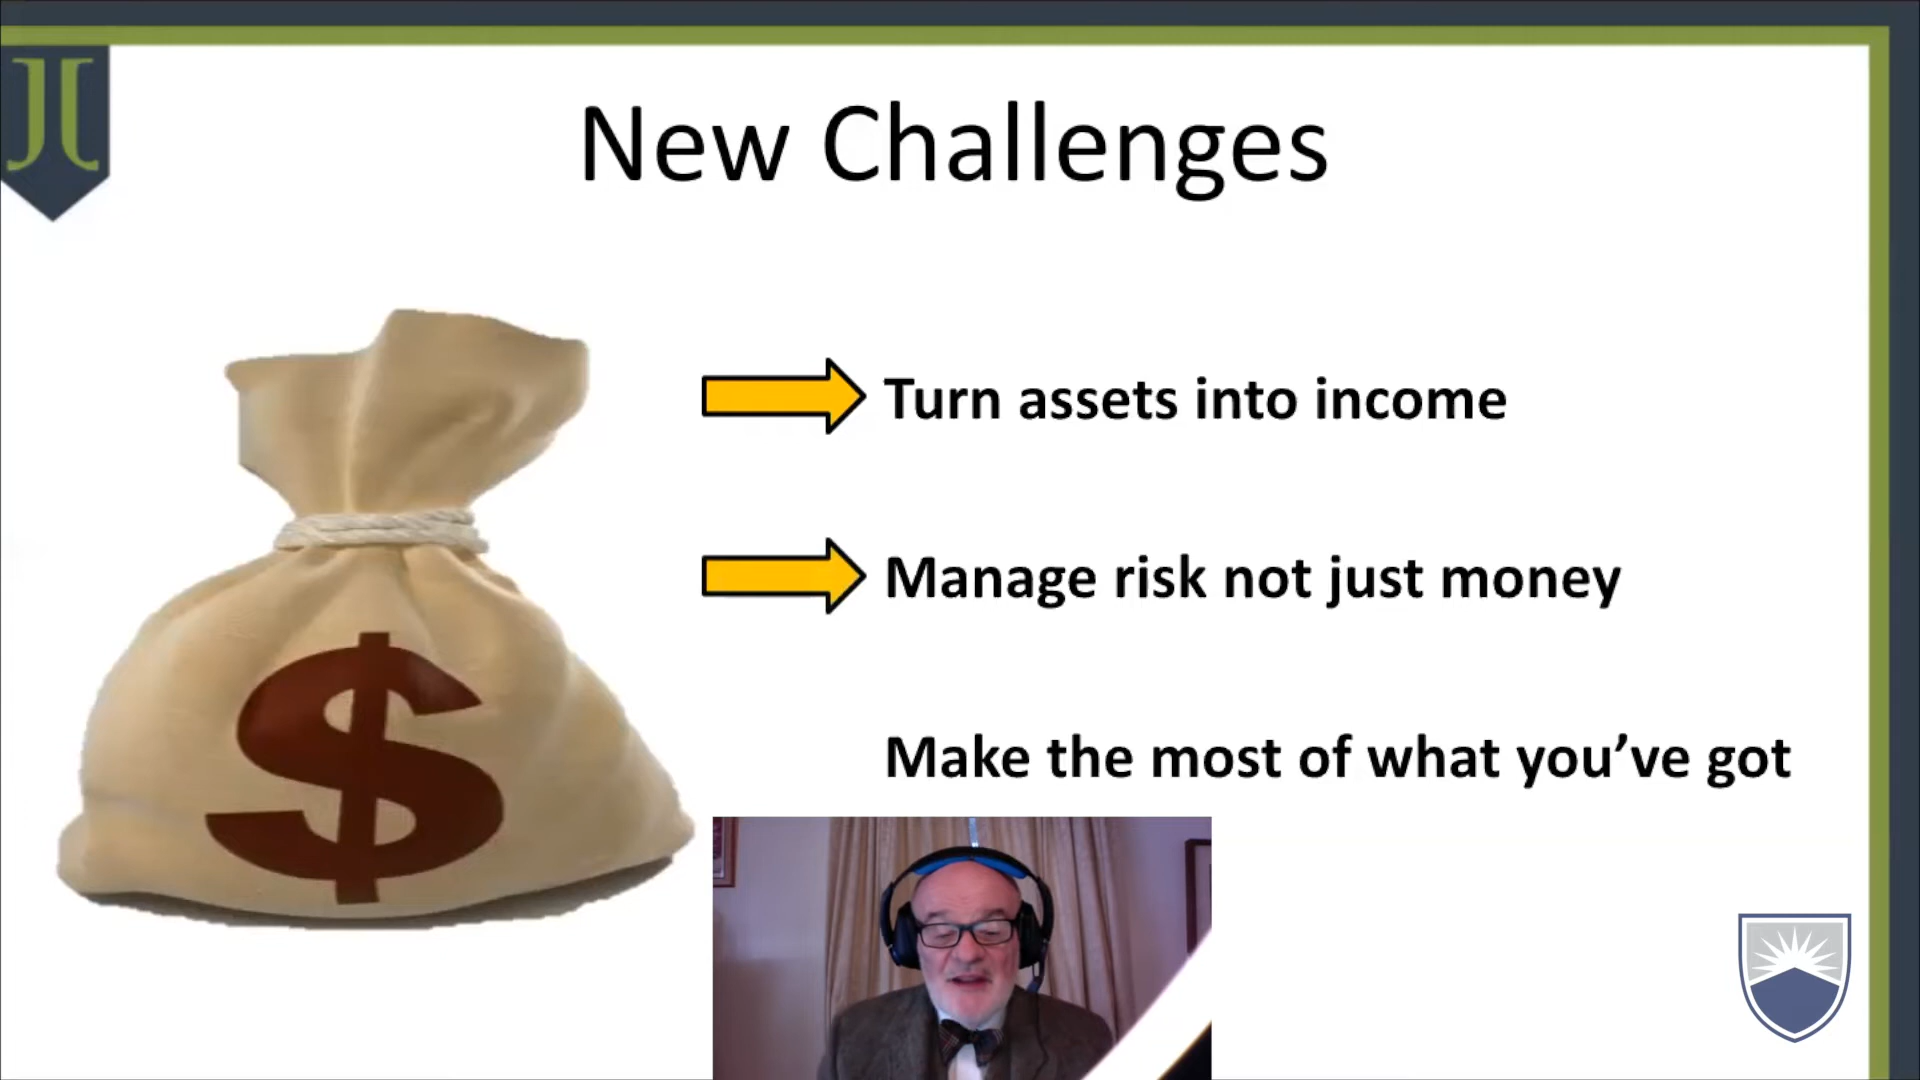 New Challenges
Turn assets into income
Manage risk not just money
Make the most of what you’ve got
$